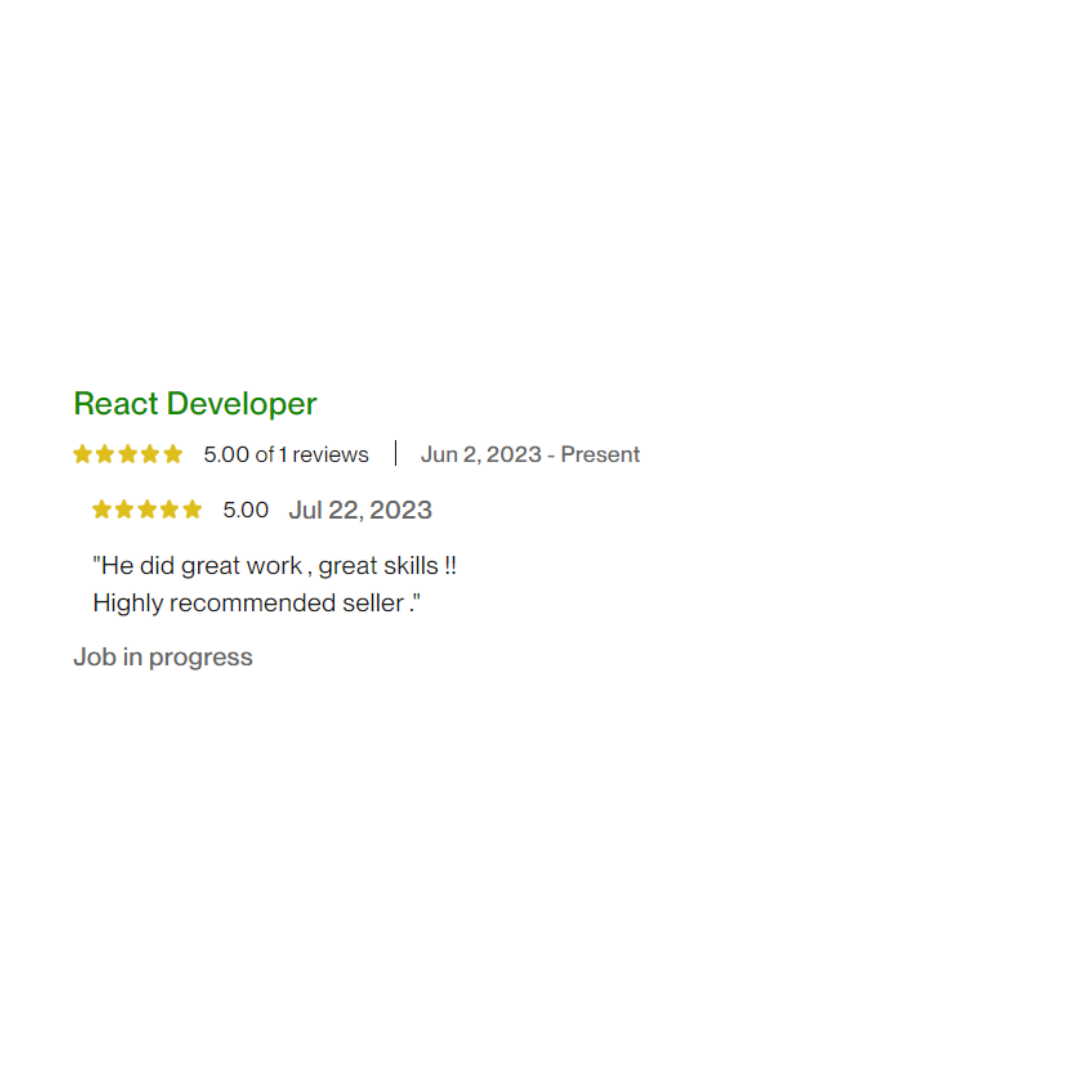 React Developer
5.00 of 1 reviews | Jun 2, 2023 - Present
5.00 Jul 22, 2023
"He did great work , great skills !!
Highly recommended seller ."
Job in progress